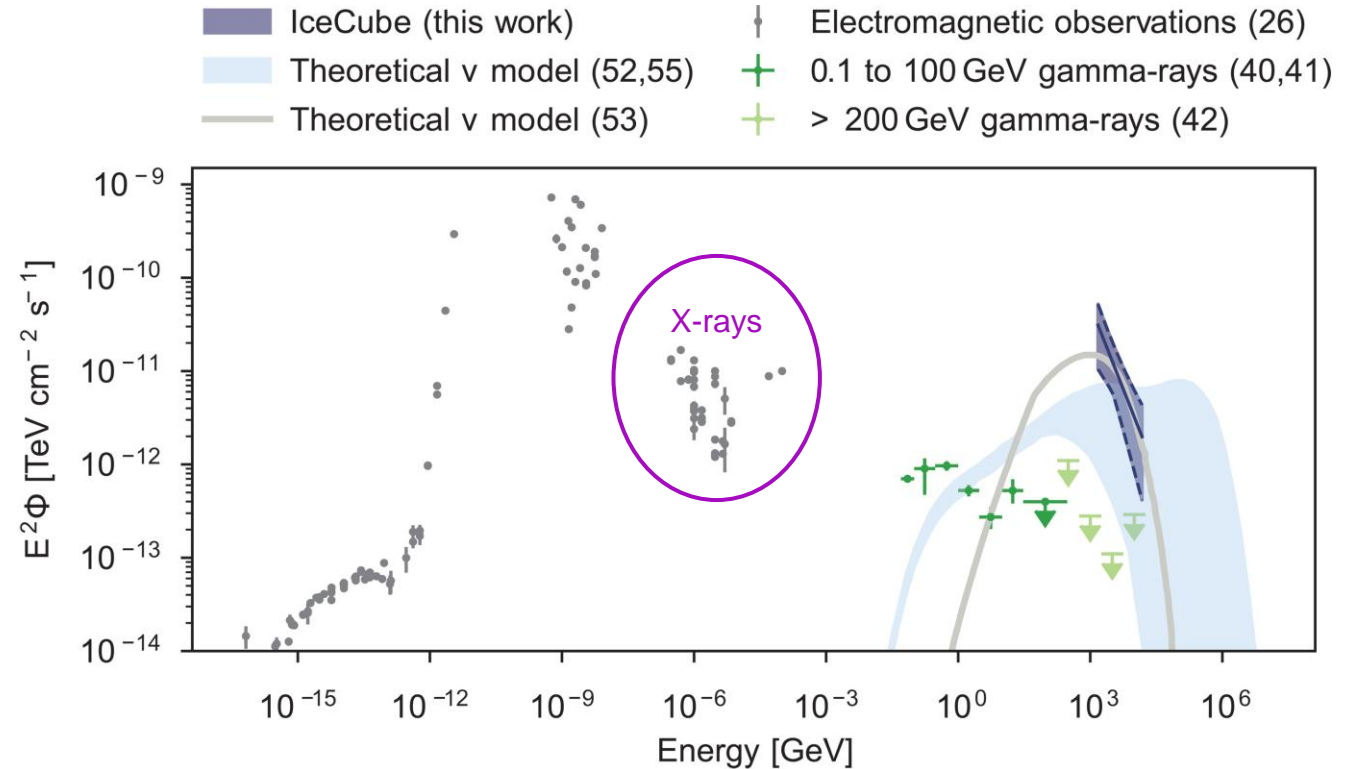 IceCube (this work)
Theoretical ν model (52,55)
Theoretical ν model (53)
Electromagnetic observations (26)
0.1 to 100 GeV gamma-rays (40,41)
> 200 GeV gamma-rays (42)
E²Φ [TeV cm⁻² s⁻¹]
10⁻⁹
10⁻¹⁰
10⁻¹¹
10⁻¹²
10⁻¹³
10⁻¹⁴
X-rays
10⁻¹⁵ 10⁻¹² 10⁻⁹ 10⁻⁶ 10⁻³ 10⁰ 10³ 10⁶
Energy [GeV]